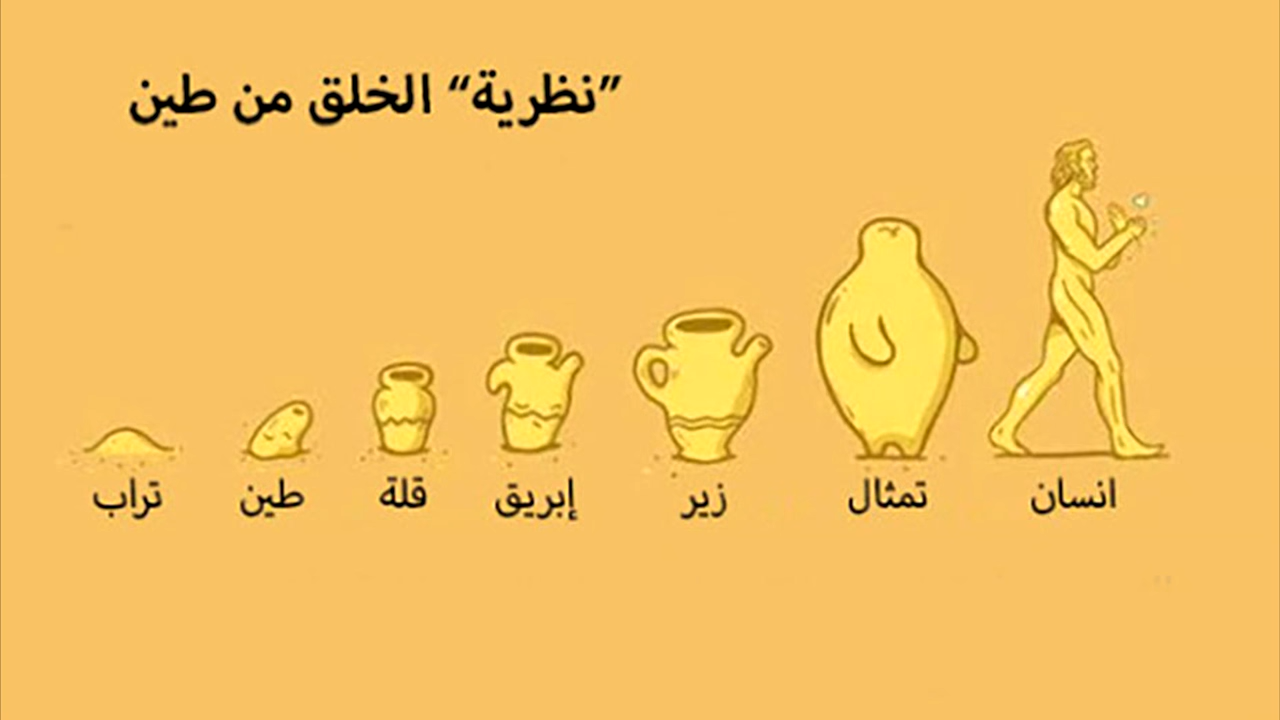 ”نظرية“ الخلق من طين
تراب طين قلة إبريق زير تمثال انسان